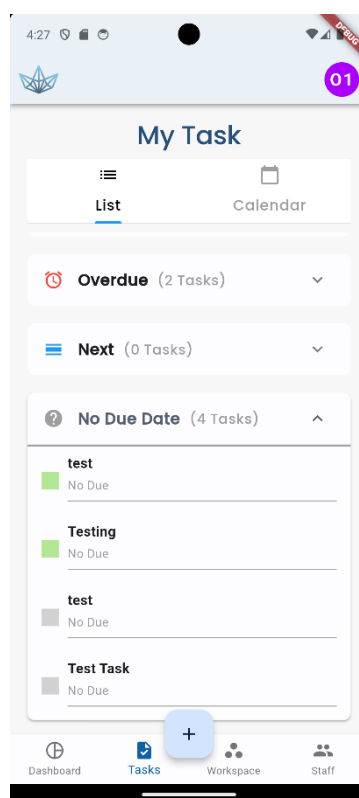 4:27
DEBUG
01
My Task
List
Calendar
Overdue (2 Tasks)
Next (0 Tasks)
No Due Date (4 Tasks)
test
No Due
Testing
No Due
test
No Due
Test Task
No Due
+
Dashboard
Tasks
Workspace
Staff